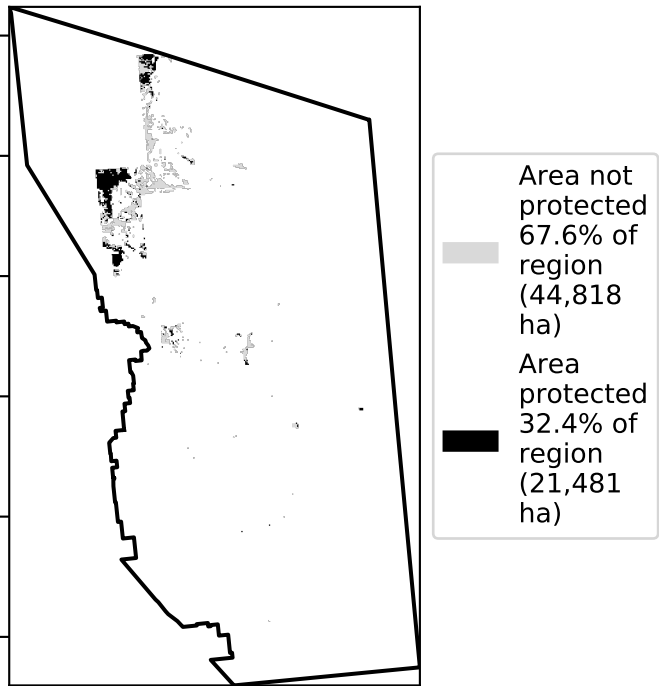 Area not
protected
67.6% of
region
(44,818
ha)
Area
protected
32.4% of
region
(21,481
ha)